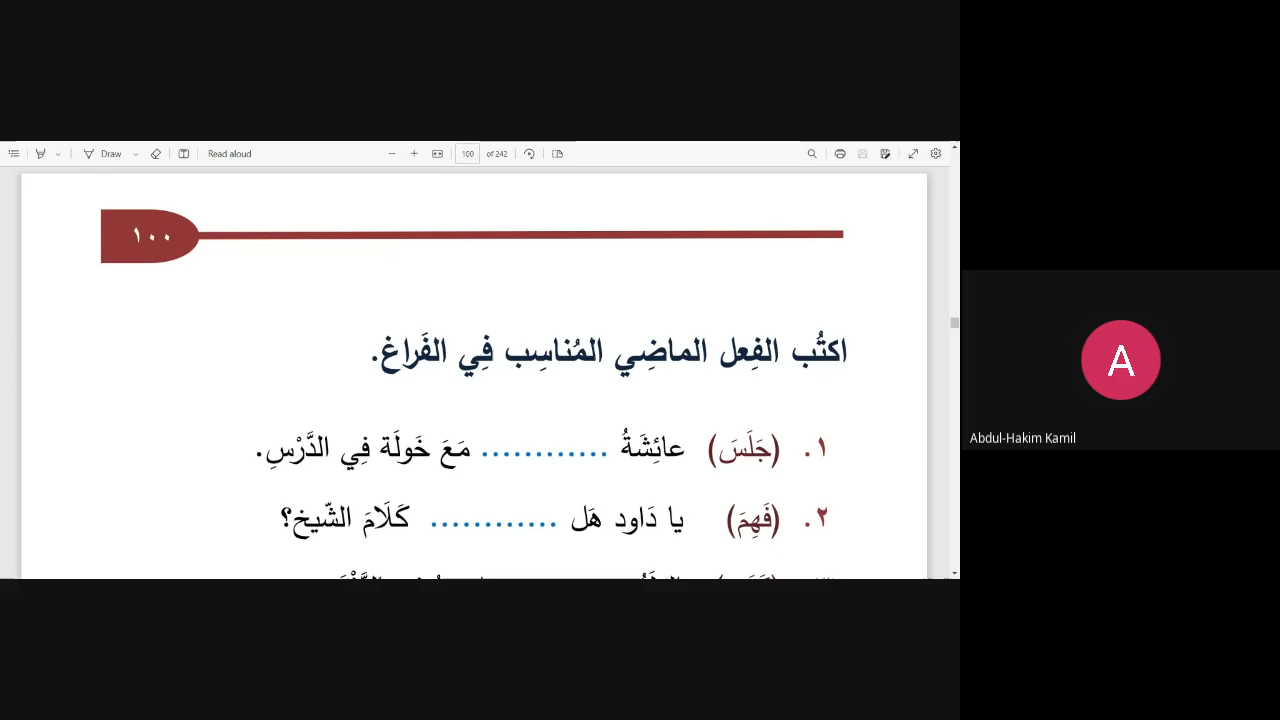 Draw
Read aloud
100 of 242
١٠٠
اكتُب الفِعل الماضِي المُناسِب فِي الفَراغ.
١. (جَلَسَ) عائِشَةُ ............ مَعَ خَولَة فِي الدَّرْسِ.
٢. (فَهِمَ) يا دَاود هَل ............ كَلَامَ الشّيخ؟
A
Abdul-Hakim Kamil